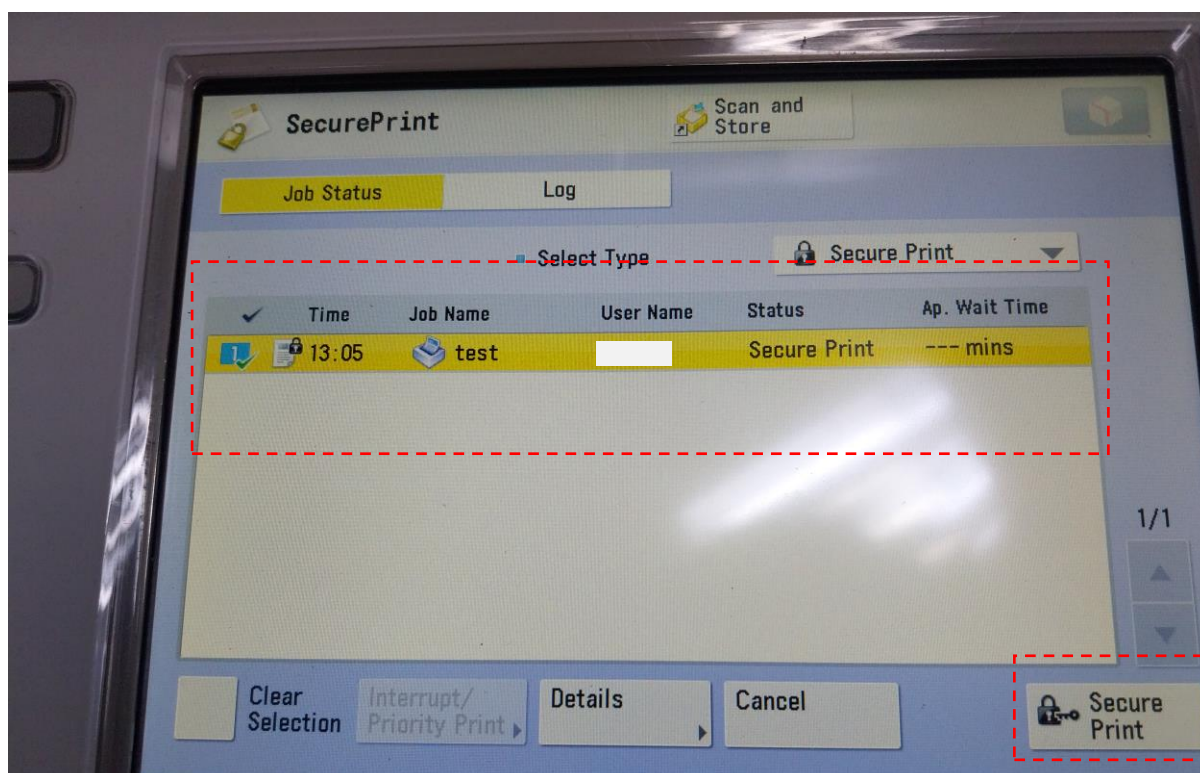 SecurePrint
Scan and
Store
Job Status Log
Select Type Secure Print
Time Job Name User Name Status Ap. Wait Time
1 13:05 test Secure Print --- mins
1/1
Clear
Selection
Interrupt/
Priority Print
Details
Cancel
Secure
Print